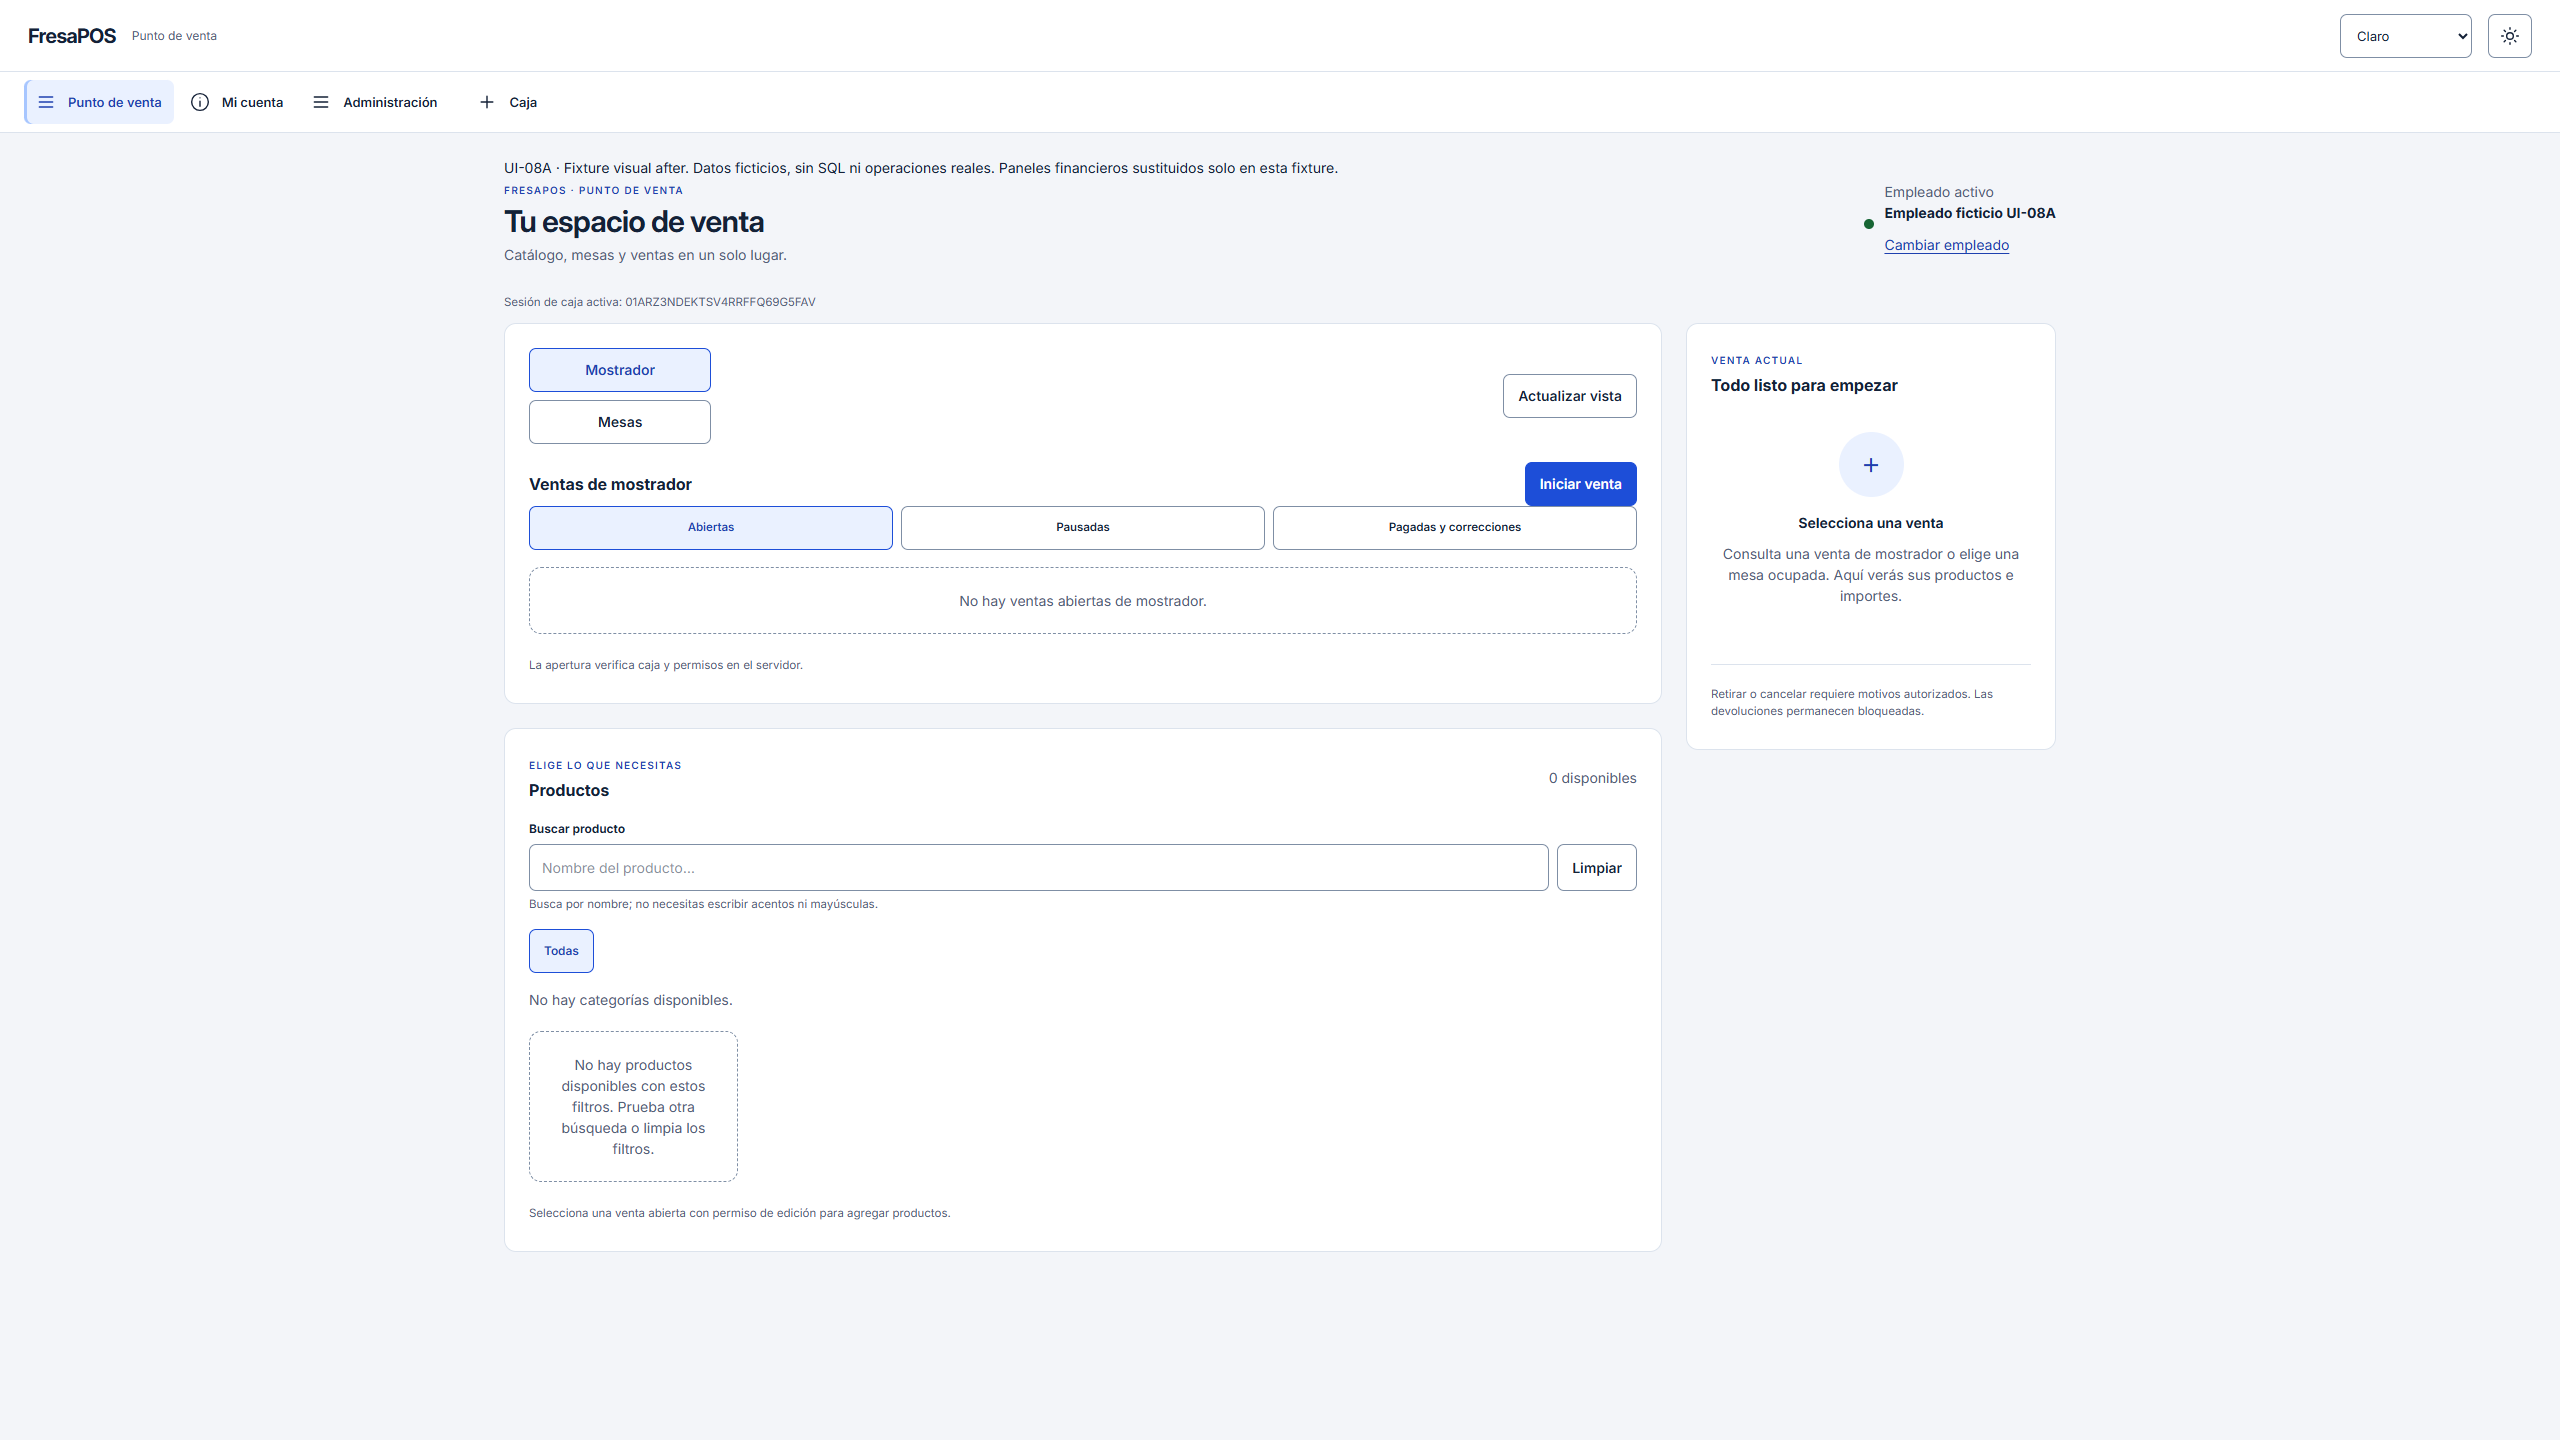 FresaPOS
Punto de venta
Claro
Punto de venta
Mi cuenta
Administración
Caja
UI-08A · Fixture visual after. Datos ficticios, sin SQL ni operaciones reales. Paneles financieros sustituidos solo en esta fixture.
FRESAPOS · PUNTO DE VENTA
Tu espacio de venta
Catálogo, mesas y ventas en un solo lugar.
Empleado activo
Empleado ficticio UI-08A
Cambiar empleado
Sesión de caja activa: 01ARZ3NDEKTSV4RRFFQ69G5FAV
Mostrador
Mesas
Actualizar vista
Ventas de mostrador
Iniciar venta
Abiertas
Pausadas
Pagadas y correcciones
No hay ventas abiertas de mostrador.
La apertura verifica caja y permisos en el servidor.
VENTA ACTUAL
Todo listo para empezar
Selecciona una venta
Consulta una venta de mostrador o elige una
mesa ocupada. Aquí verás sus productos e
importes.
Retirar o cancelar requiere motivos autorizados. Las
devoluciones permanecen bloqueadas.
ELIGE LO QUE NECESITAS
Productos
0 disponibles
Buscar producto
Nombre del producto...
Limpiar
Busca por nombre; no necesitas escribir acentos ni mayúsculas.
Todas
No hay categorías disponibles.
No hay productos
disponibles con estos
filtros. Prueba otra
búsqueda o limpia los
filtros.
Selecciona una venta abierta con permiso de edición para agregar productos.